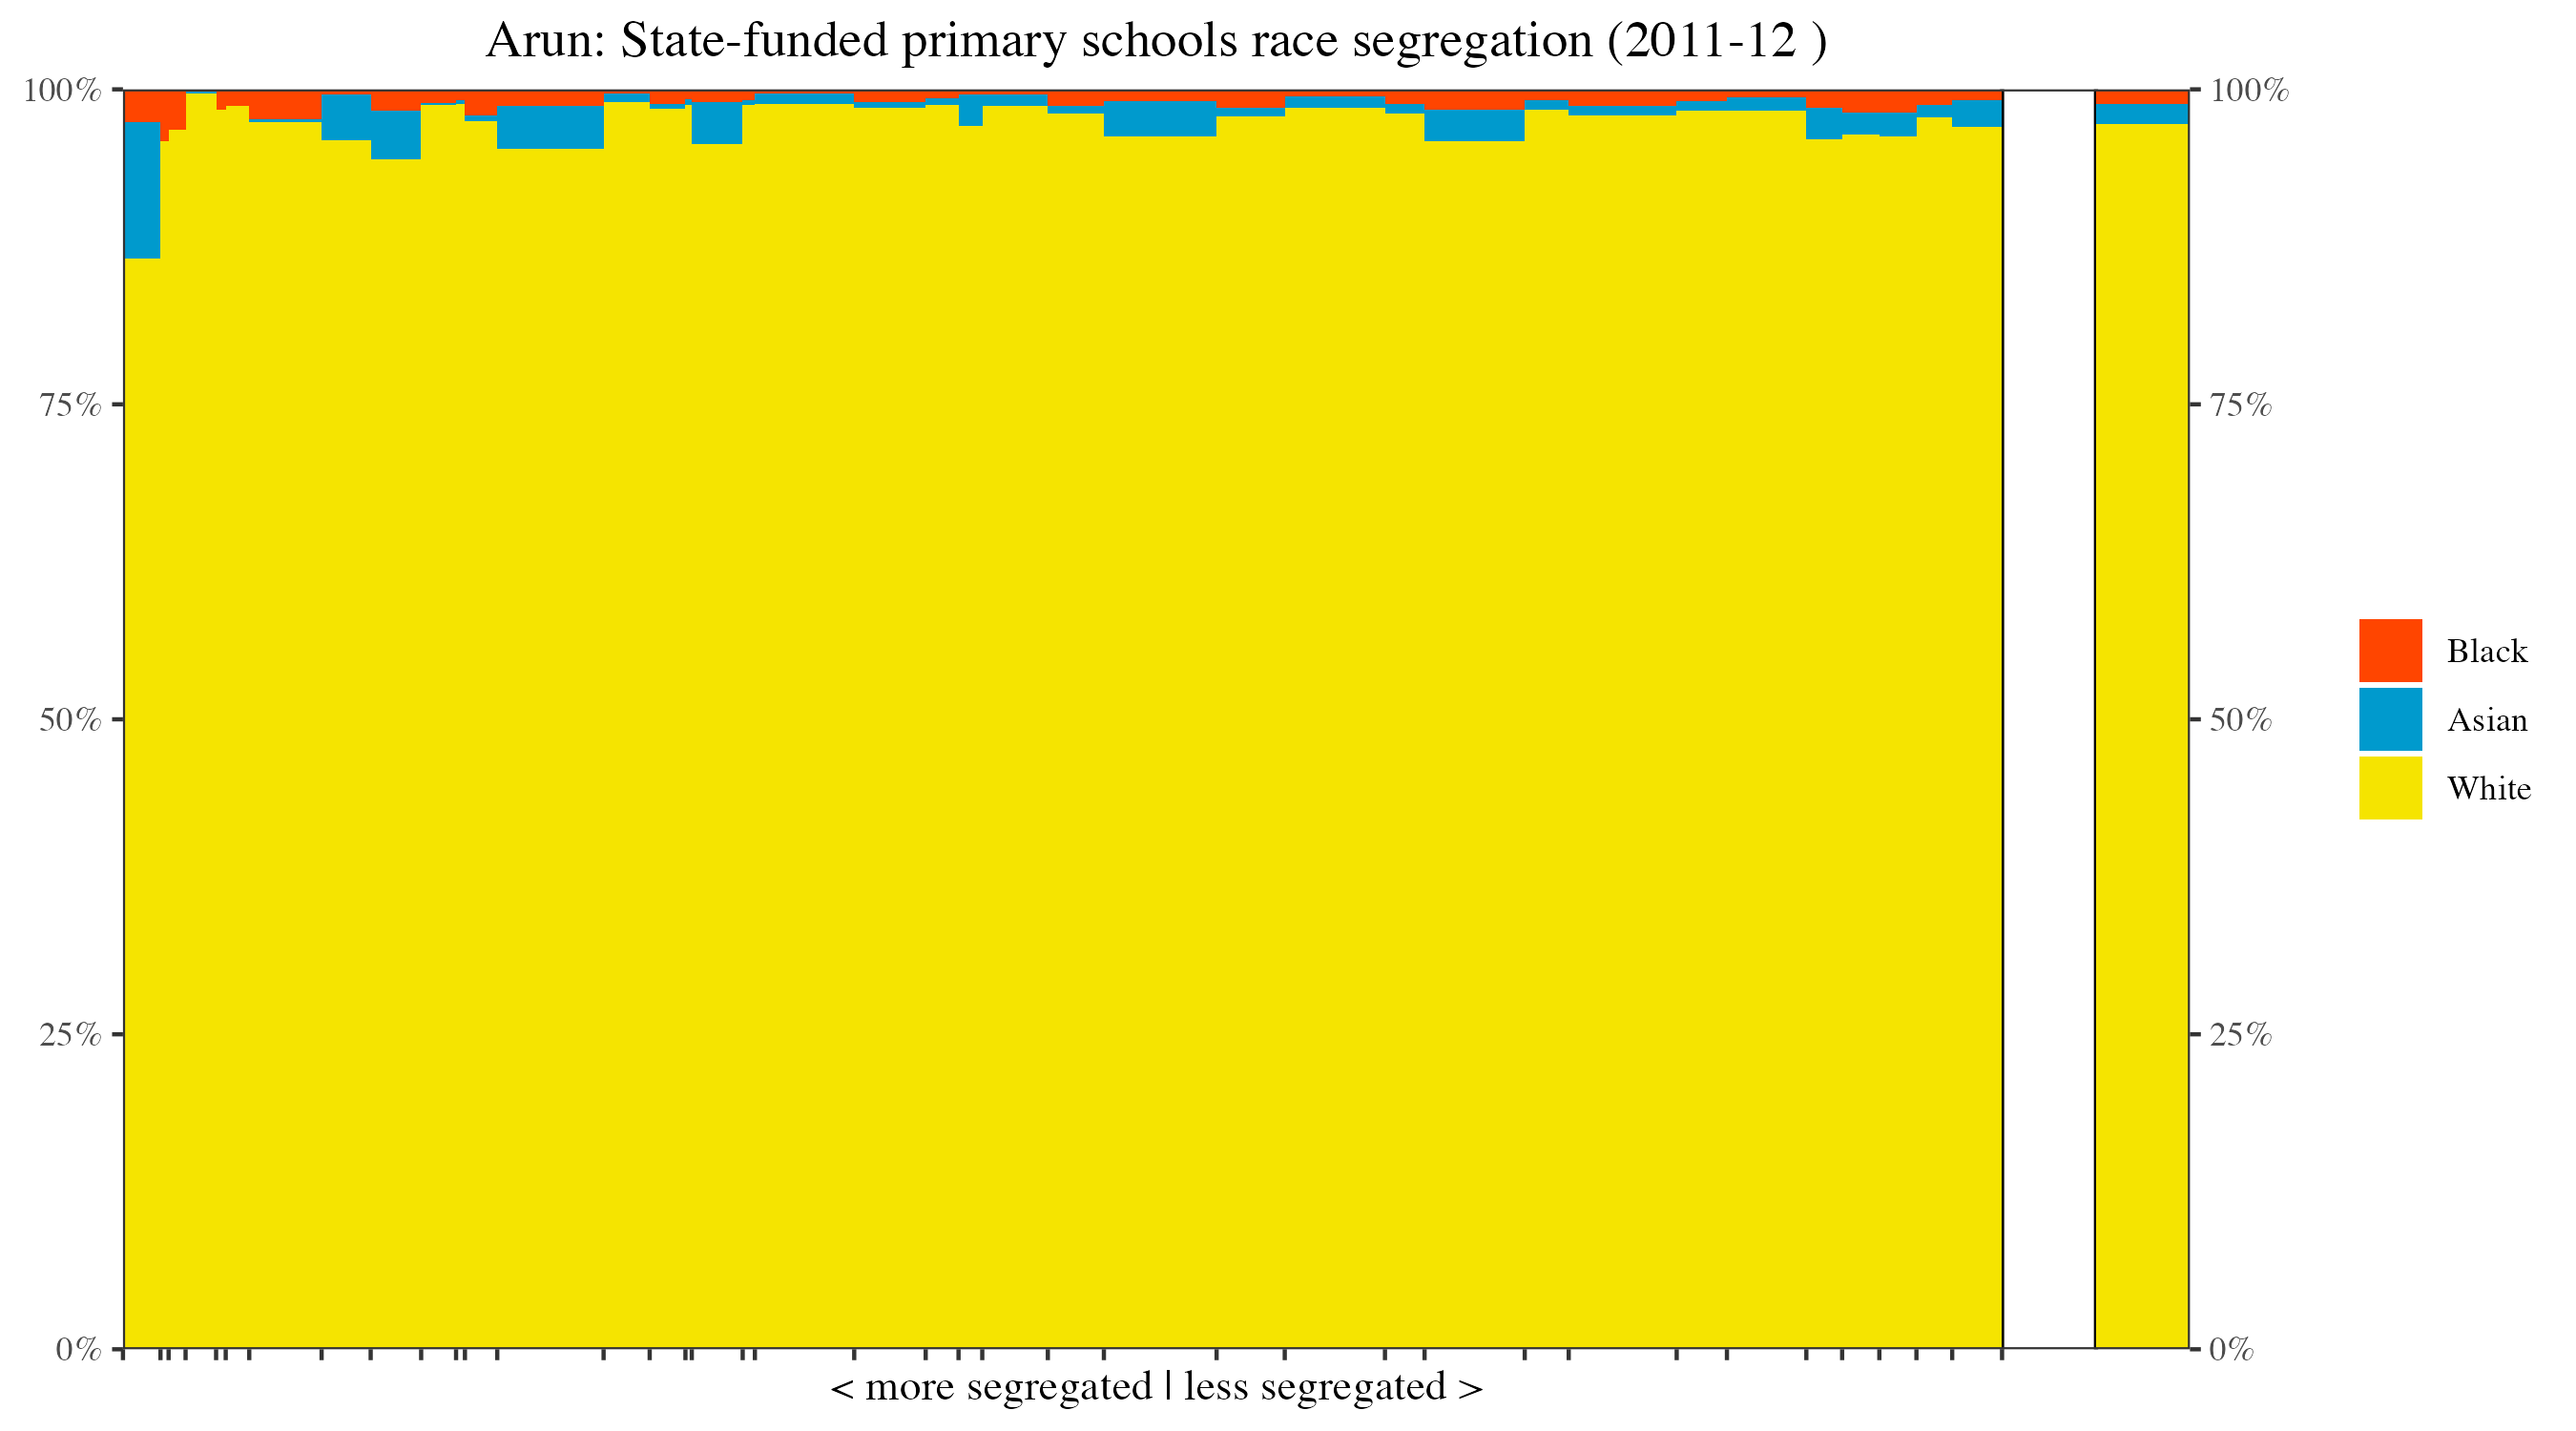 Arun: State-funded primary schools race segregation (2011-12 )
100%
75%
50%
25%
0%
100%
75%
50%
25%
0%
Black
Asian
White
< more segregated | less segregated >